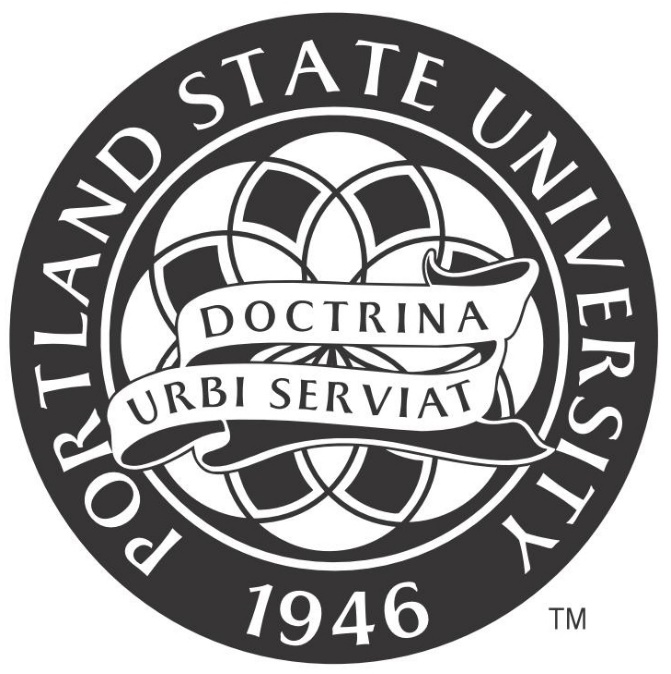 PORTLAND STATE UNIVERSITY
DOCTRINA
URBI SERVIAT
1946
TM